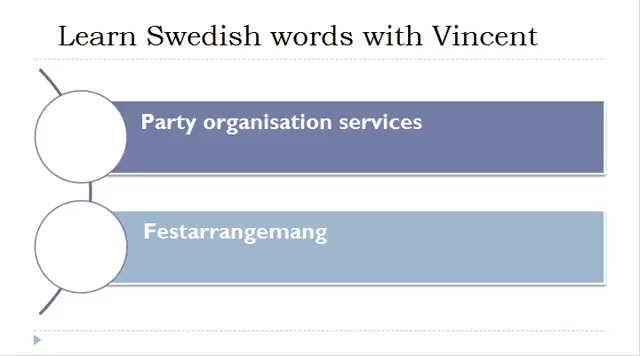 Learn Swedish words with Vincent
Party organisation services
Festarrangemang